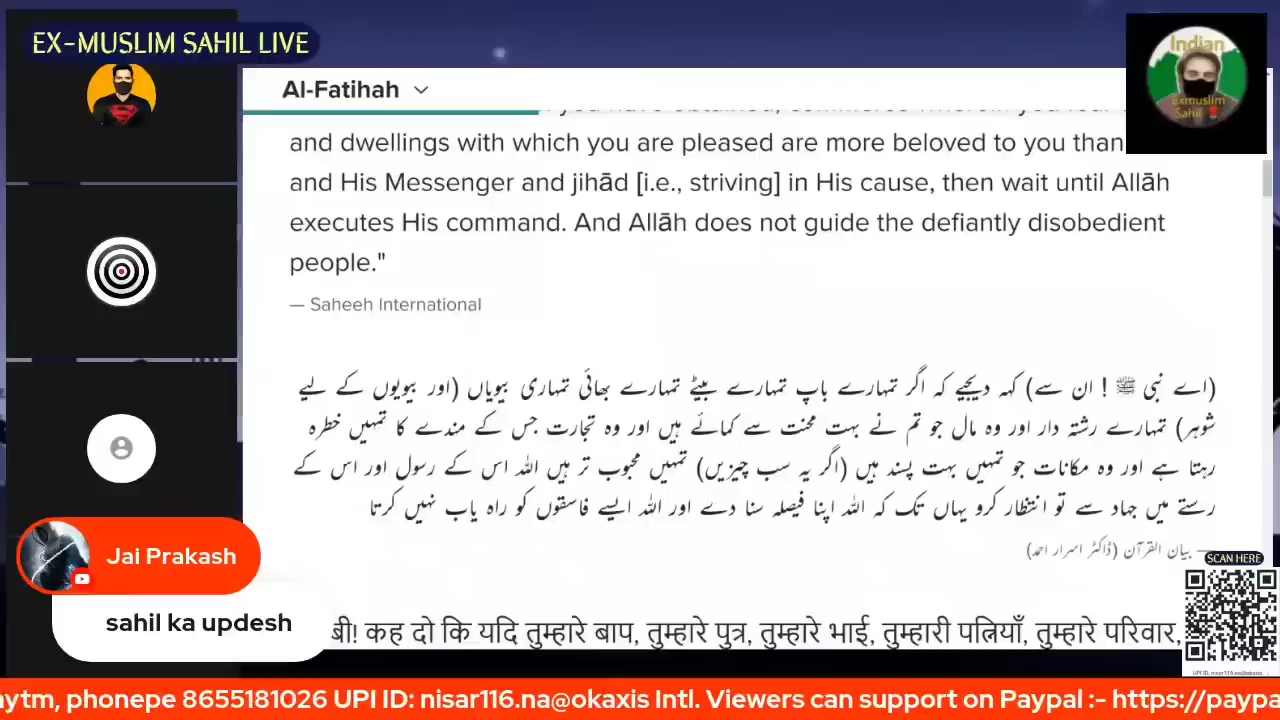 EX-MUSLIM SAHIL LIVE
Indian
Exmuslim
Sahil
Al-Fatihah
and dwellings with which you are pleased are more beloved to you than
and His Messenger and jihād [i.e., striving] in His cause, then wait until Allāh
executes His command. And Allāh does not guide the defiantly disobedient
people."
— Saheeh International
(اے نبی ﷺ ! ان سے) کہہ دیجیے کہ اگر تمہارے باپ تمہارے بیٹے تمہارے بھائی تمہاری بیویاں (اور بیویوں کے لیے
شوہر) تمہارے رشتہ دار اور وہ مال جو تم نے بہت محنت سے کمائے ہیں اور وہ تجارت جس کے مندے کا تمہیں خطرہ
رہتا ہے اور وہ مکانات جو تمہیں بہت پسند ہیں (اگر یہ سب چیزیں) تمہیں محبوب تر ہیں اللہ اس کے رسول اور اس کے
رستے میں جہاد سے تو انتظار کرو یہاں تک کہ اللہ اپنا فیصلہ سنا دے اور اللہ ایسے فاسقوں کو راہ یاب نہیں کرتا
— بیان القرآن (ڈاکٹر اسرار احمد)
SCAN HERE
Jai Prakash
sahil ka updesh
बी! कह दो कि यदि तुम्हारे बाप, तुम्हारे पुत्र, तुम्हारे भाई, तुम्हारी पत्नियाँ, तुम्हारे परिवार,
UPI ID: nisar116.na@okaxis
aytm, phonepe 8655181026 UPI ID: nisar116.na@okaxis Intl. Viewers can support on Paypal :- https://paypa